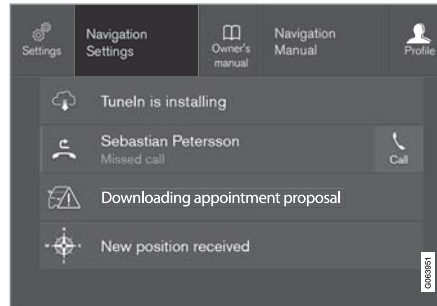 Settings
Navigation
Settings
Owner's
manual
Navigation
Manual
Profile
TuneIn is installing
Sebastian Petersson
Missed call
Call
Downloading appointment proposal
New position received
G063951